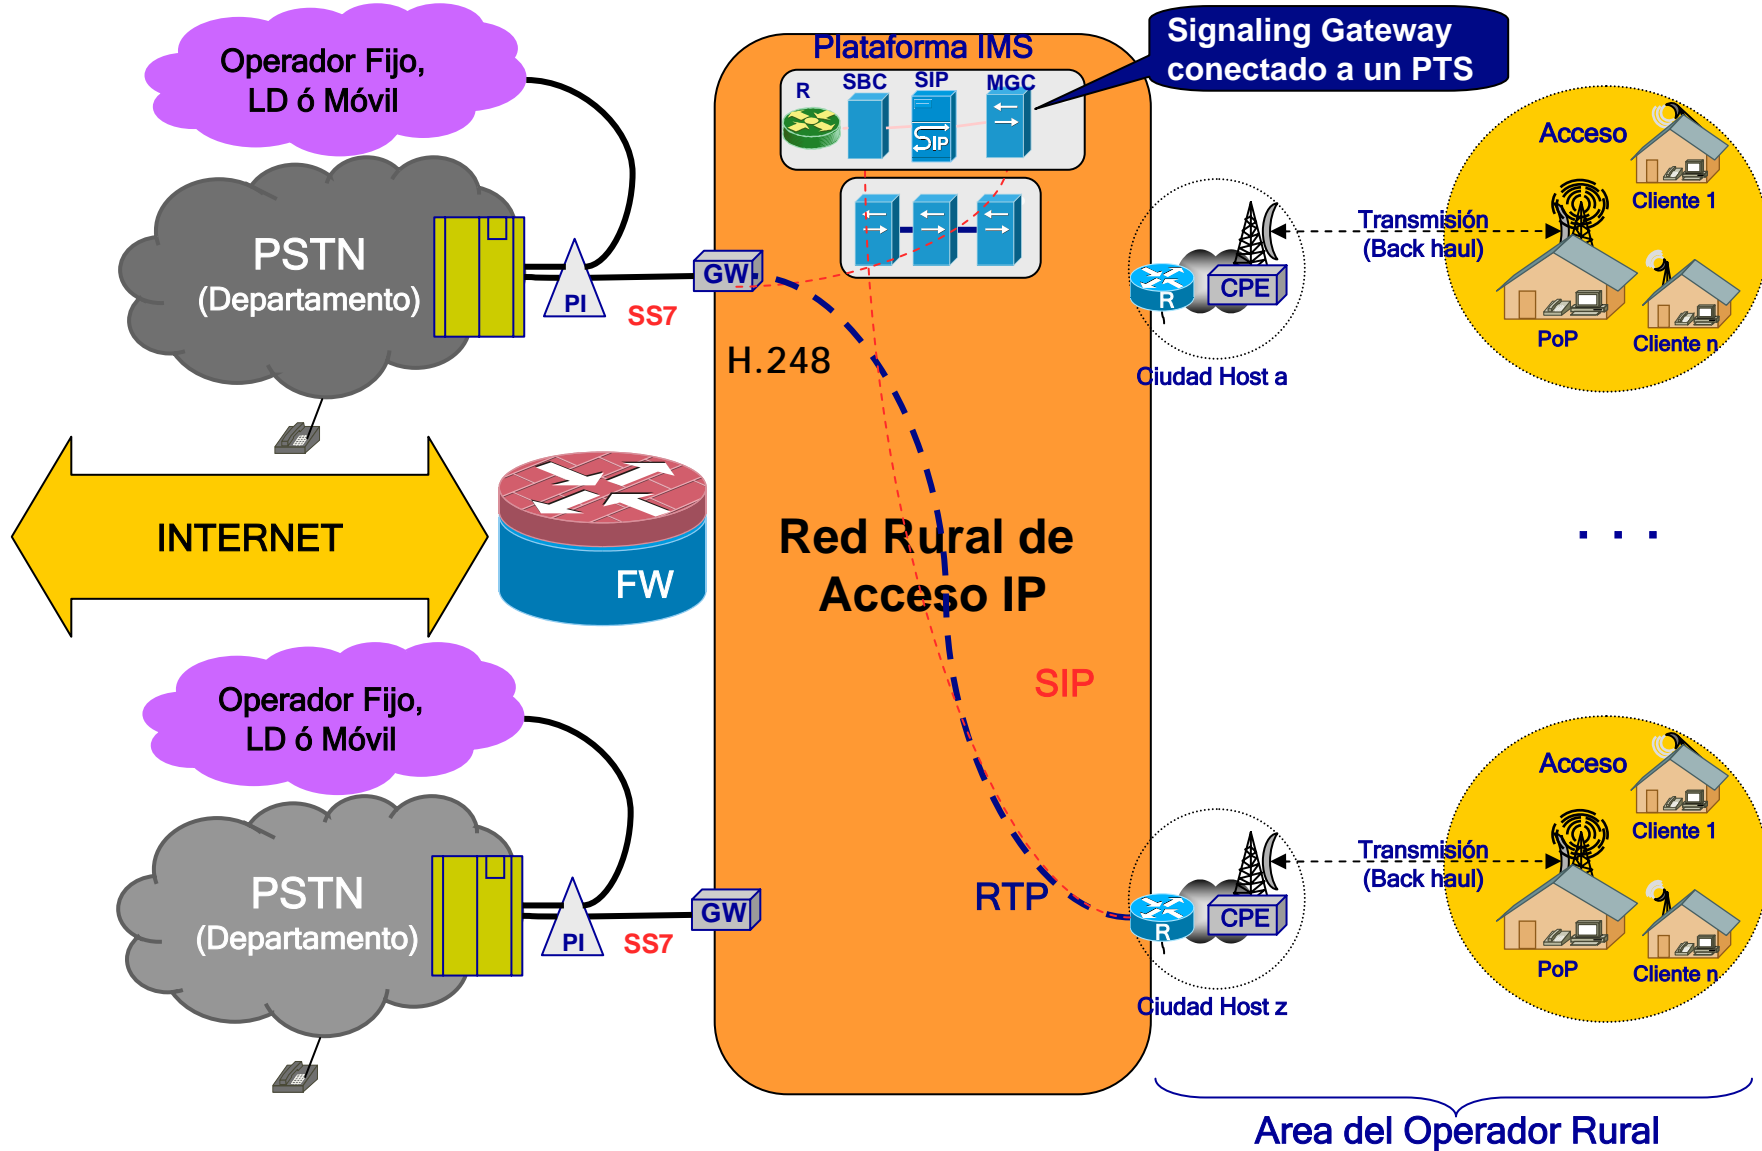 Operador Fijo,
LD ó Móvil
PSTN
(Departamento)
PI
SS7
GW
H.248
Plataforma IMS
R
SBC
SIP
MGC
SIP
Signaling Gateway
conectado a un PTS
R
CPE
Ciudad Host a
Transmisión
(Back haul)
Acceso
Cliente 1
PoP
Cliente n
INTERNET
FW
Red Rural de
Acceso IP
. . .
Operador Fijo,
LD ó Móvil
PSTN
(Departamento)
PI
SS7
GW
SIP
RTP
R
CPE
Ciudad Host z
Transmisión
(Back haul)
Acceso
Cliente 1
PoP
Cliente n
Area del Operador Rural